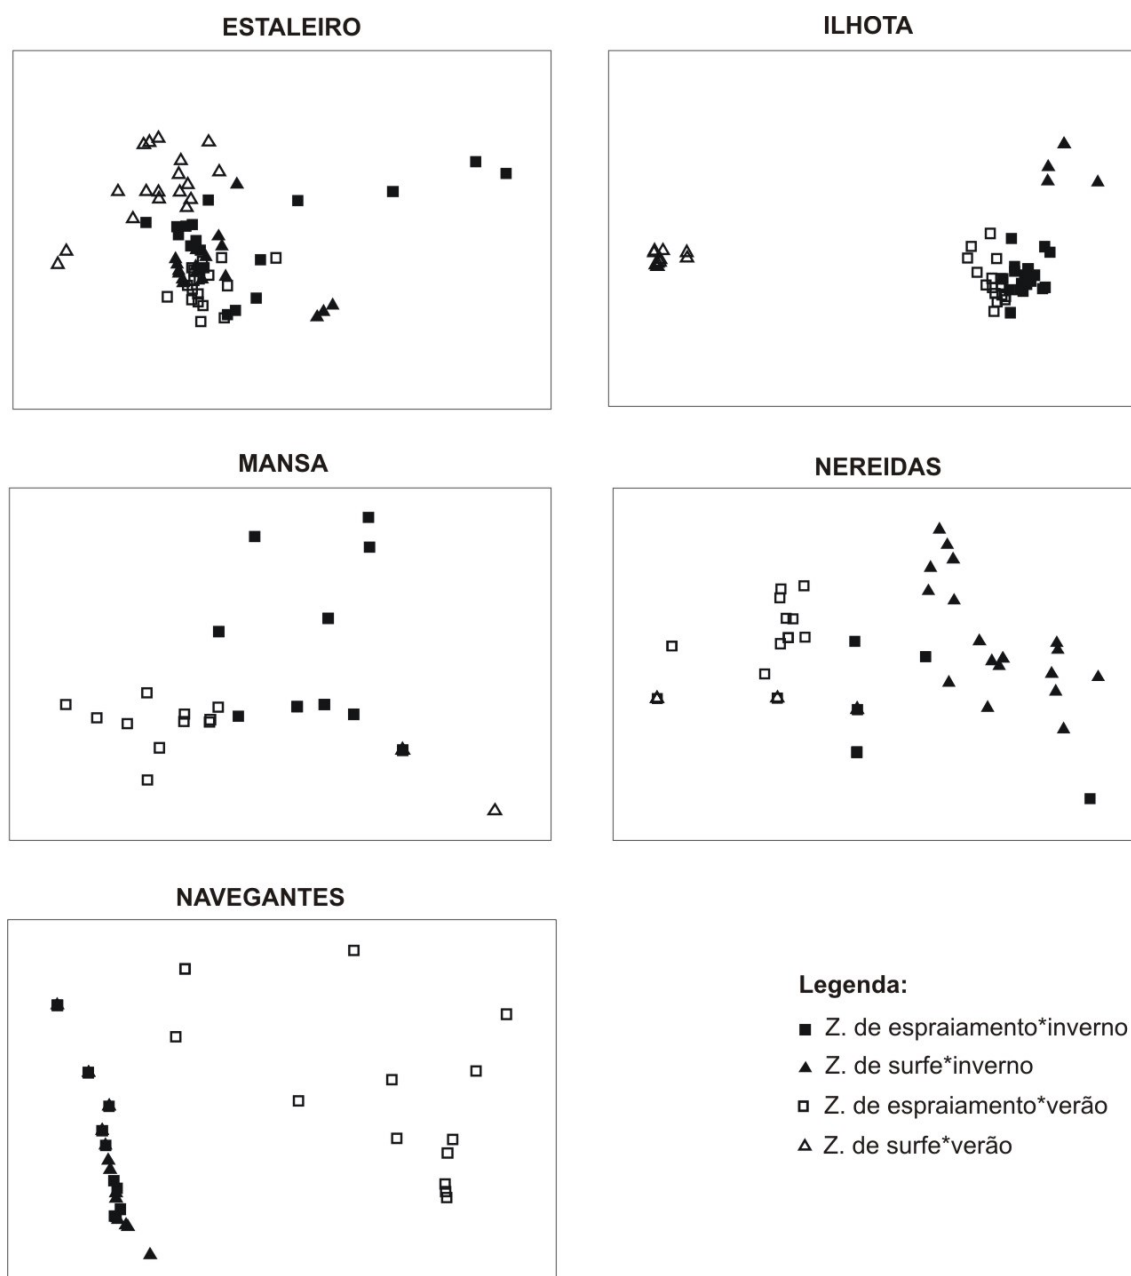 ESTALEIRO
ILHOTA
MANSA
NEREIDAS
NAVEGANTES
Legenda:
Z. de espraiamento*inverno
Z. de surfe*inverno
Z. de espraiamento*verão
Z. de surfe*verão